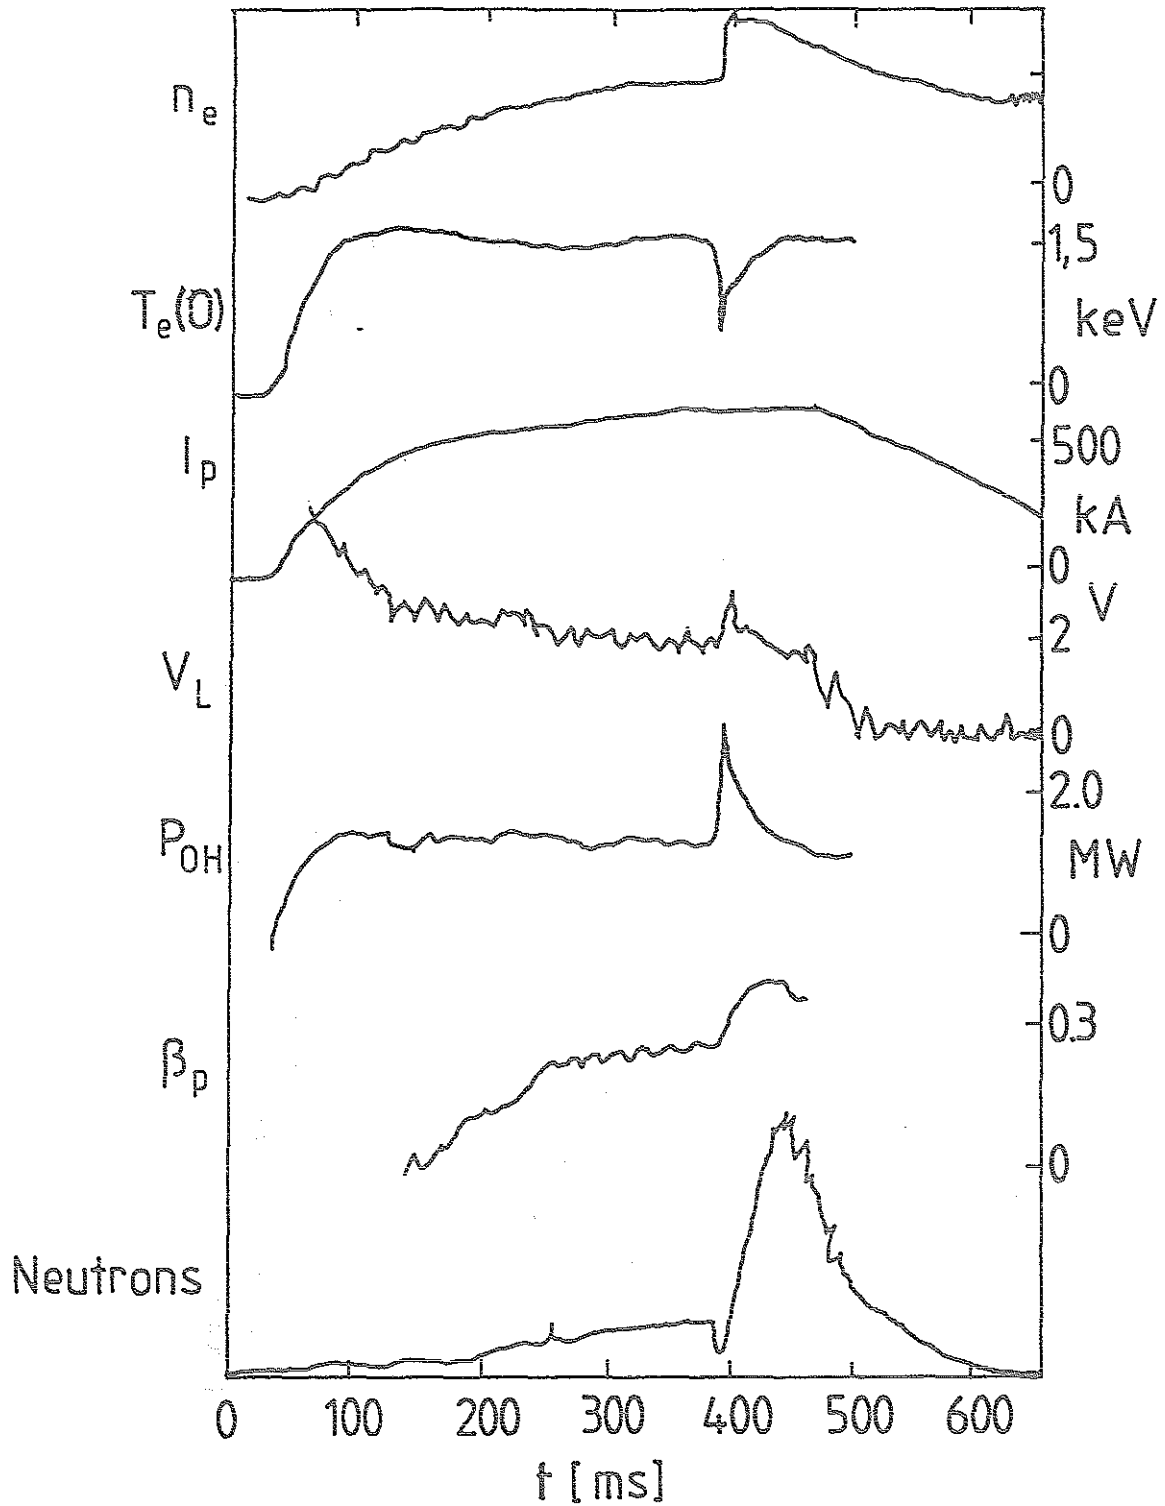 n_e
0
1,5
T_e(0)
keV
0
I_p
500
kA
0
V
2
V_L
0
2.0
P_OH
MW
0
0.3
β_p
0
Neutrons
0 100 200 300 400 500 600
t [ms]